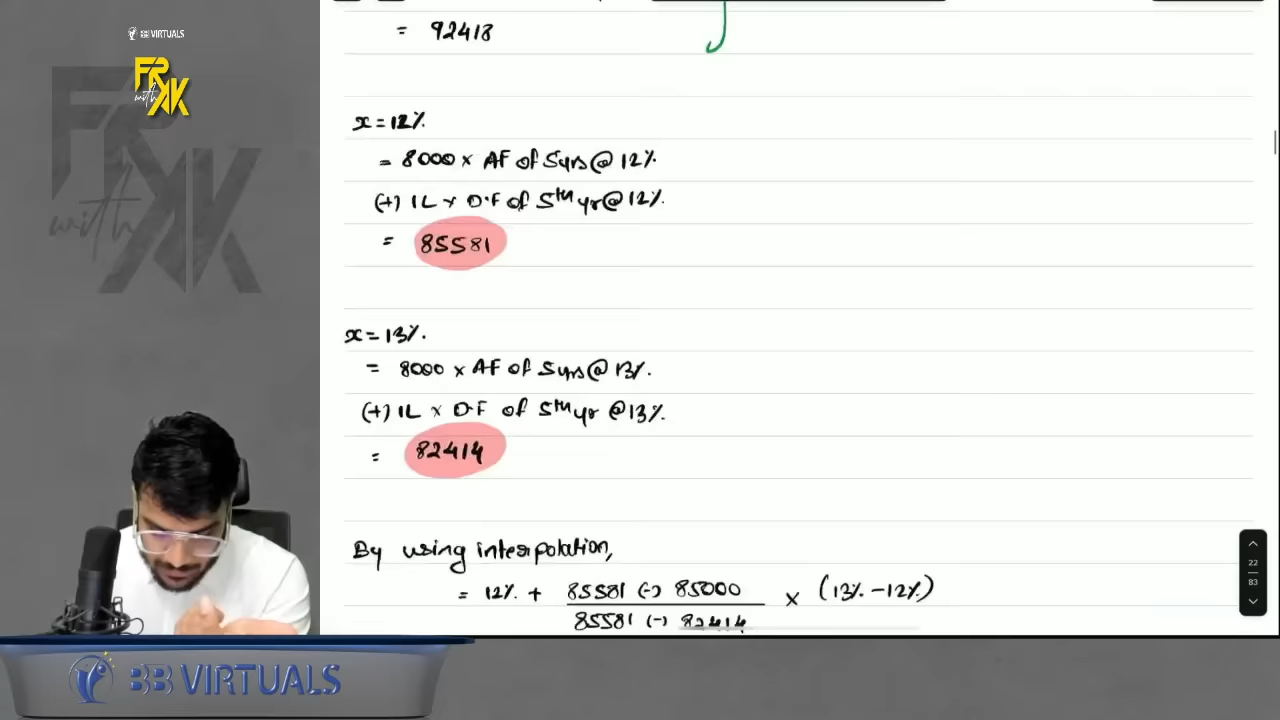 BB VIRTUALS
FR
with KK
= 92418
x = 12%.
= 8000 x AF of 5yrs @ 12%.
(+) 1L x D.F of 5th yr @ 12%.
= 85581
x = 13%.
= 8000 x AF of 5yrs @ 13%.
(+) 1L x D.F of 5th yr @ 13%.
= 82414
By using interpolation,
= 12%. + 85581 (-) 85000 x (13% - 12%)
85581 (-) 82414
22
83
BB VIRTUALS